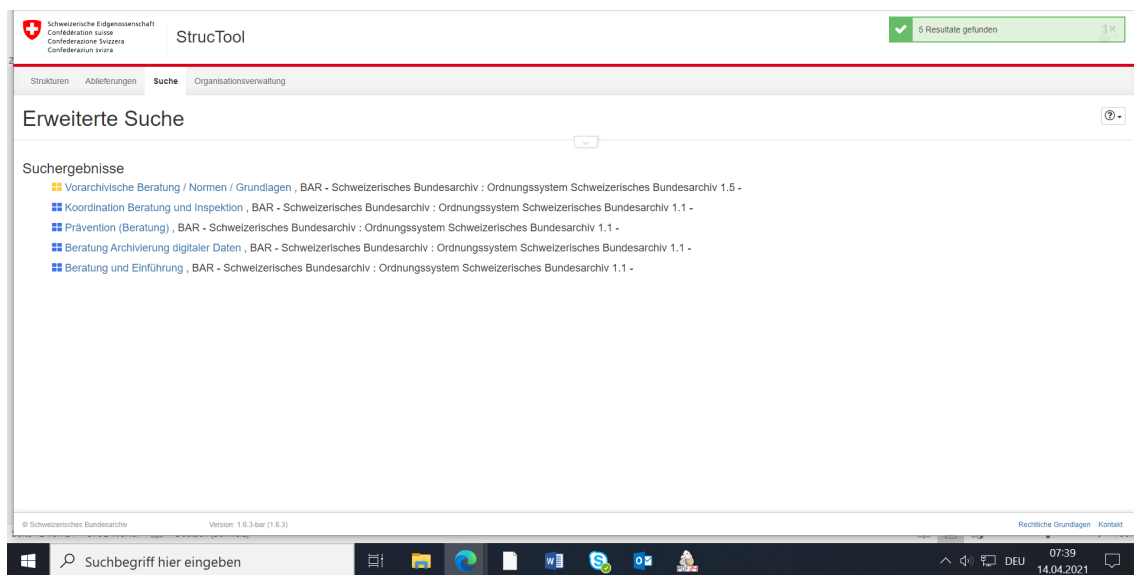 Schweizerische Eidgenossenschaft
Confédération suisse
Confederazione Svizzera
Confederaziun svizra
StrucTool
5 Resultate gefunden
1×
Strukturen Ablieferungen Suche Organisationsverwaltung
Erweiterte Suche
Suchergebnisse
Vorarchivische Beratung / Normen / Grundlagen , BAR - Schweizerisches Bundesarchiv : Ordnungssystem Schweizerisches Bundesarchiv 1.5 -
Koordination Beratung und Inspektion , BAR - Schweizerisches Bundesarchiv : Ordnungssystem Schweizerisches Bundesarchiv 1.1 -
Prävention (Beratung) , BAR - Schweizerisches Bundesarchiv : Ordnungssystem Schweizerisches Bundesarchiv 1.1 -
Beratung Archivierung digitaler Daten , BAR - Schweizerisches Bundesarchiv : Ordnungssystem Schweizerisches Bundesarchiv 1.1 -
Beratung und Einführung , BAR - Schweizerisches Bundesarchiv : Ordnungssystem Schweizerisches Bundesarchiv 1.1 -
© Schweizerisches Bundesarchiv Version: 1.6.3-bar (1.6.3) Rechtliche Grundlagen Kontakt
Suchbegriff hier eingeben
DEU
07:39
14.04.2021